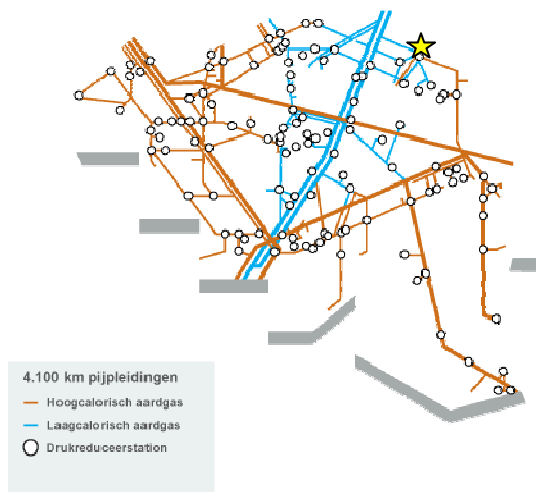 4.100 km pijpleidingen
Hoogcalorisch aardgas
Laagcalorisch aardgas
Drukreduceerstation